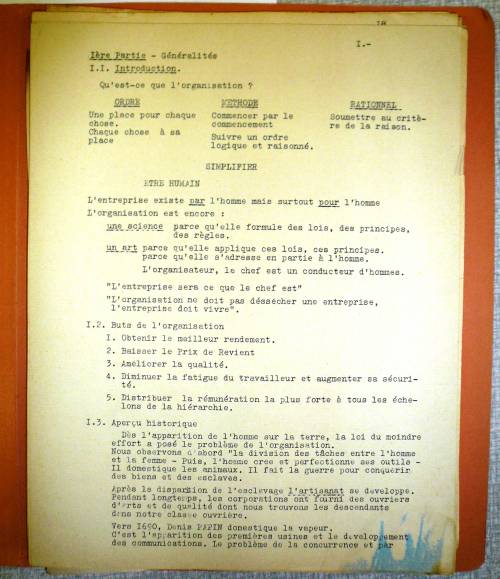 I.-
Ière Partie - Généralités
I.I. Introduction.
Qu'est-ce que l'organisation ?
ORDRE METHODE RATIONNEL
Une place pour chaque Commencer par le Soumettre au critè-
chose. commencement re de la raison.
Chaque chose à sa Suivre un ordre
place logique et raisonné.
SIMPLIFIER
ETRE HUMAIN
L'entreprise existe par l'homme mais surtout pour l'homme
L'organisation est encore :
une science parce qu'elle formule des lois, des principes,
des règles.
un art parce qu'elle applique ces lois, ces principes.
parce qu'elle s'adresse en partie à l'homme.
L'organisateur, le chef est un conducteur d'hommes.
"L'entreprise sera ce que le chef est"
"L'organisation ne doit pas déssécher une entreprise,
l'entreprise doit vivre".
I.2. Buts de l'organisation
I. Obtenir le meilleur rendement.
2. Baisser le Prix de Revient
3. Améliorer la qualité.
4. Diminuer la fatigue du travailleur et augmenter sa sécuri-
té.
5. Distribuer la rémunération la plus forte à tous les éche-
lons de la hiérarchie.
I.3. Aperçu historique
Dès l'apparition de l'homme sur la terre, la loi du moindre
effort a posé le problème de l'organisation.
Nous observons d'abord "la division des tâches entre l'homme
et la femme - Puis, l'homme crée et perfectionne ses outils -
Il domestique les animaux. Il fait la guerre pour conquérir
des biens et des esclaves.
Après la disparition de l'esclavage l'artisanat se developpe.
Pendant longtemps, les corporations ont fourni des ouvriers
d'arts et de qualité dont nous trouvons les descendants
dans notre classe ouvrière.
Vers I690, Denis PAPIN domestique la vapeur.
C'est l'apparition des premières usines et le developpement
des communications. Le problème de la concurrence et par